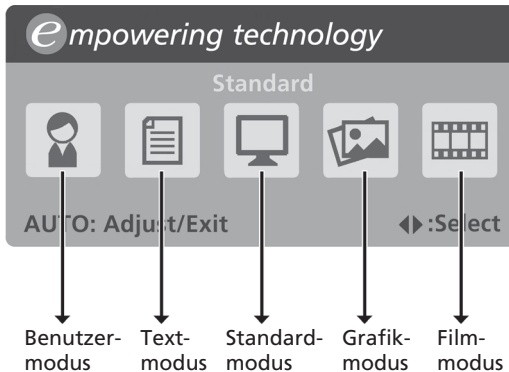 empowering technology
Standard
AUTO: Adjust/Exit ◀▶:Select
Benutzer- Text- Standard- Grafik- Film-
modus modus modus modus modus